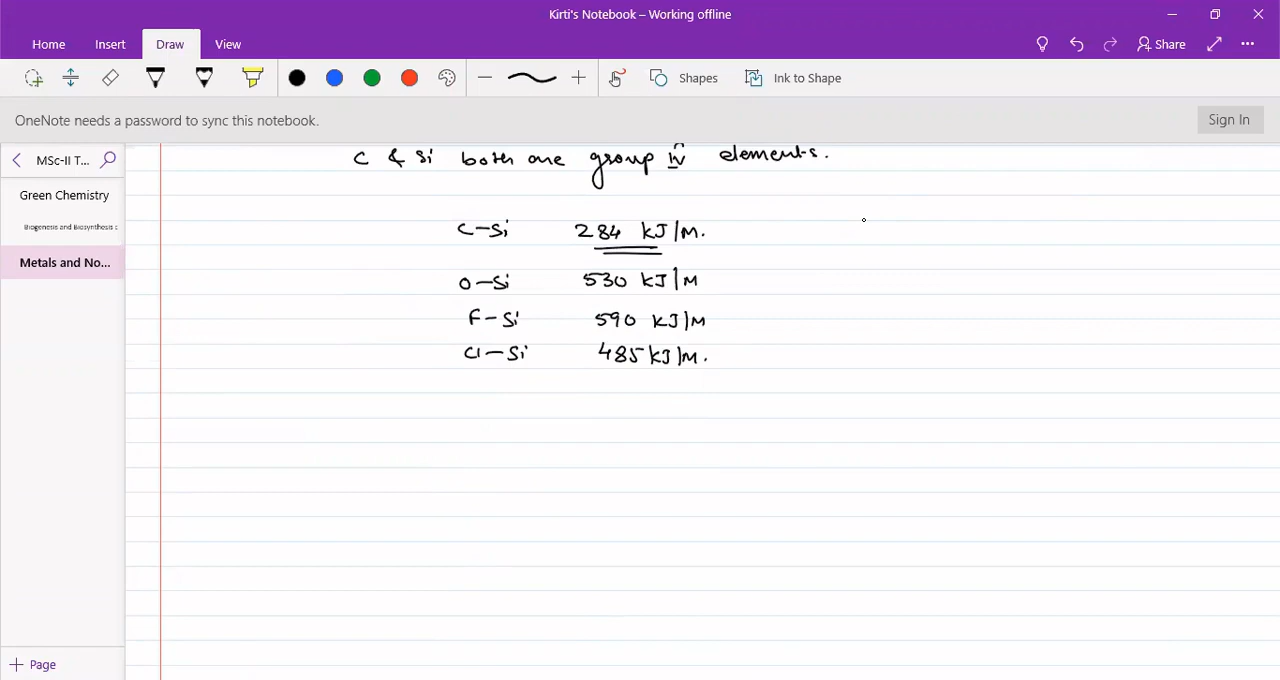 Kirti's Notebook – Working offline
Home Insert Draw View Share
Shapes Ink to Shape
OneNote needs a password to sync this notebook. Sign In
MSc-II T...
Green Chemistry
Biogenesis and Biosynthesis
Metals and No...
C & Si both are group IV elements.
C–Si 284 KJ/M.
O–Si 530 KJ/M
F–Si 590 KJ/M
Cl–Si 485 KJ/M.
+ Page